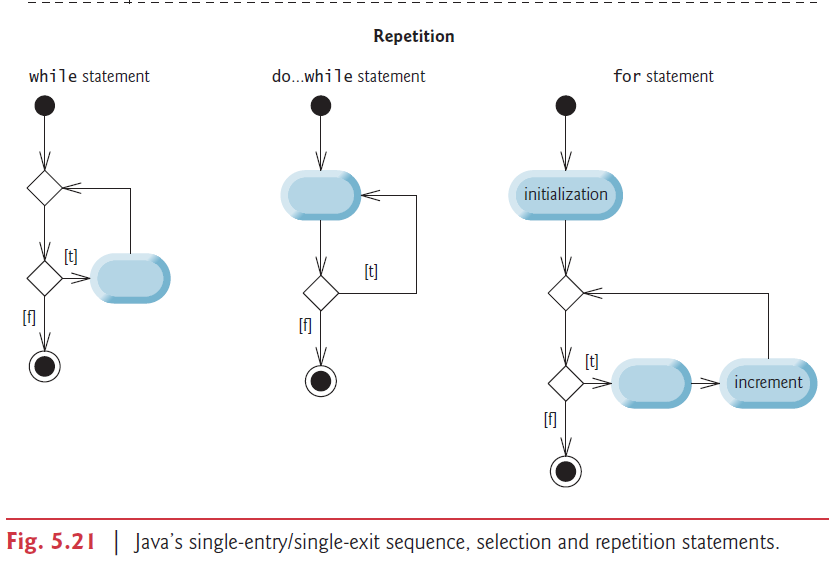 Repetition
while statement
do...while statement
for statement
initialization
[t]
[t]
[f]
[f]
[t]
increment
[f]
Fig. 5.21 | Java's single-entry/single-exit sequence, selection and repetition statements.